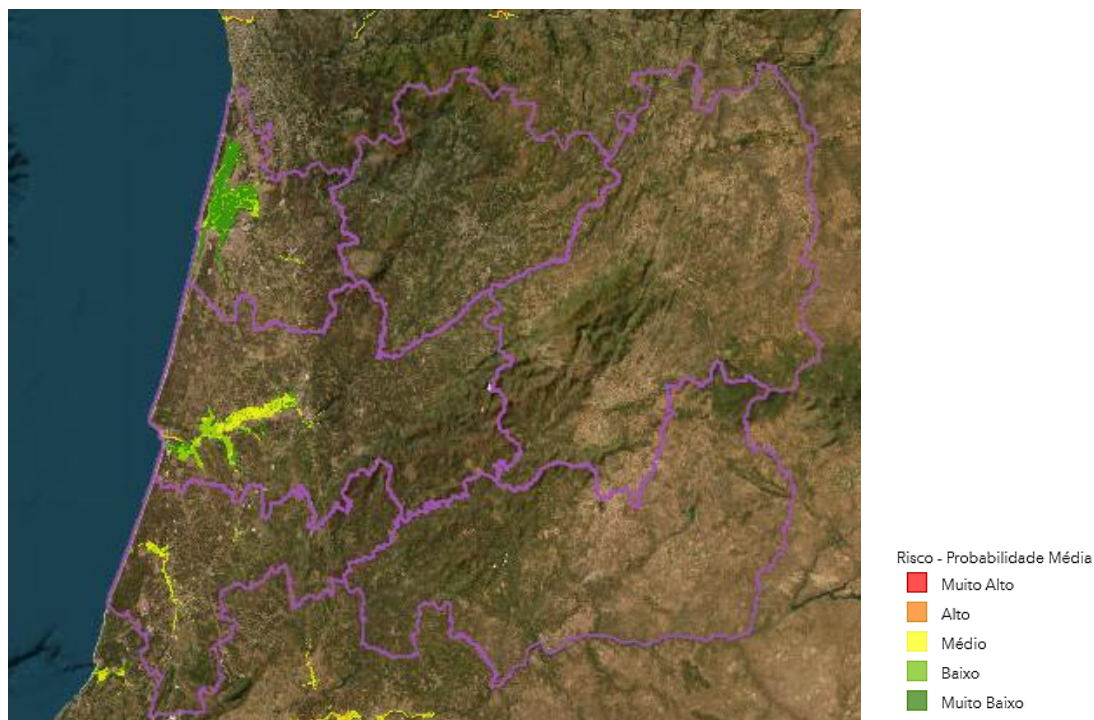 Risco - Probabilidade Média
Muito Alto
Alto
Médio
Baixo
Muito Baixo